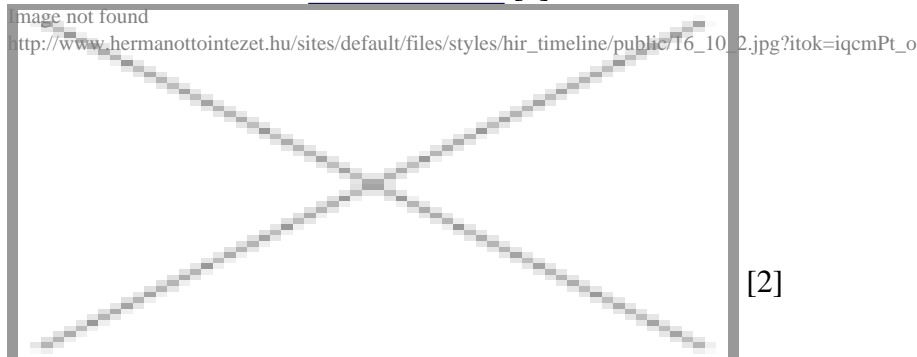 Image not found
http://www.hermanottointezet.hu/sites/default/files/styles/hir_timeline/public/16_10_2.jpg?itok=iqcmPt_o
[2]